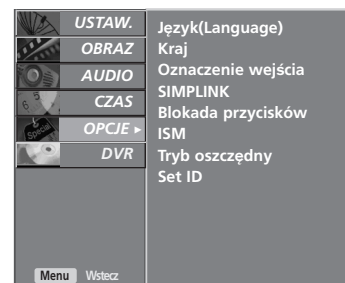 USTAW.
OBRAZ
AUDIO
CZAS
OPCJE ►
DVR
Język(Language)
Kraj
Oznaczenie wejścia
SIMPLINK
Blokada przycisków
ISM
Tryb oszczędny
Set ID
Menu Wstecz